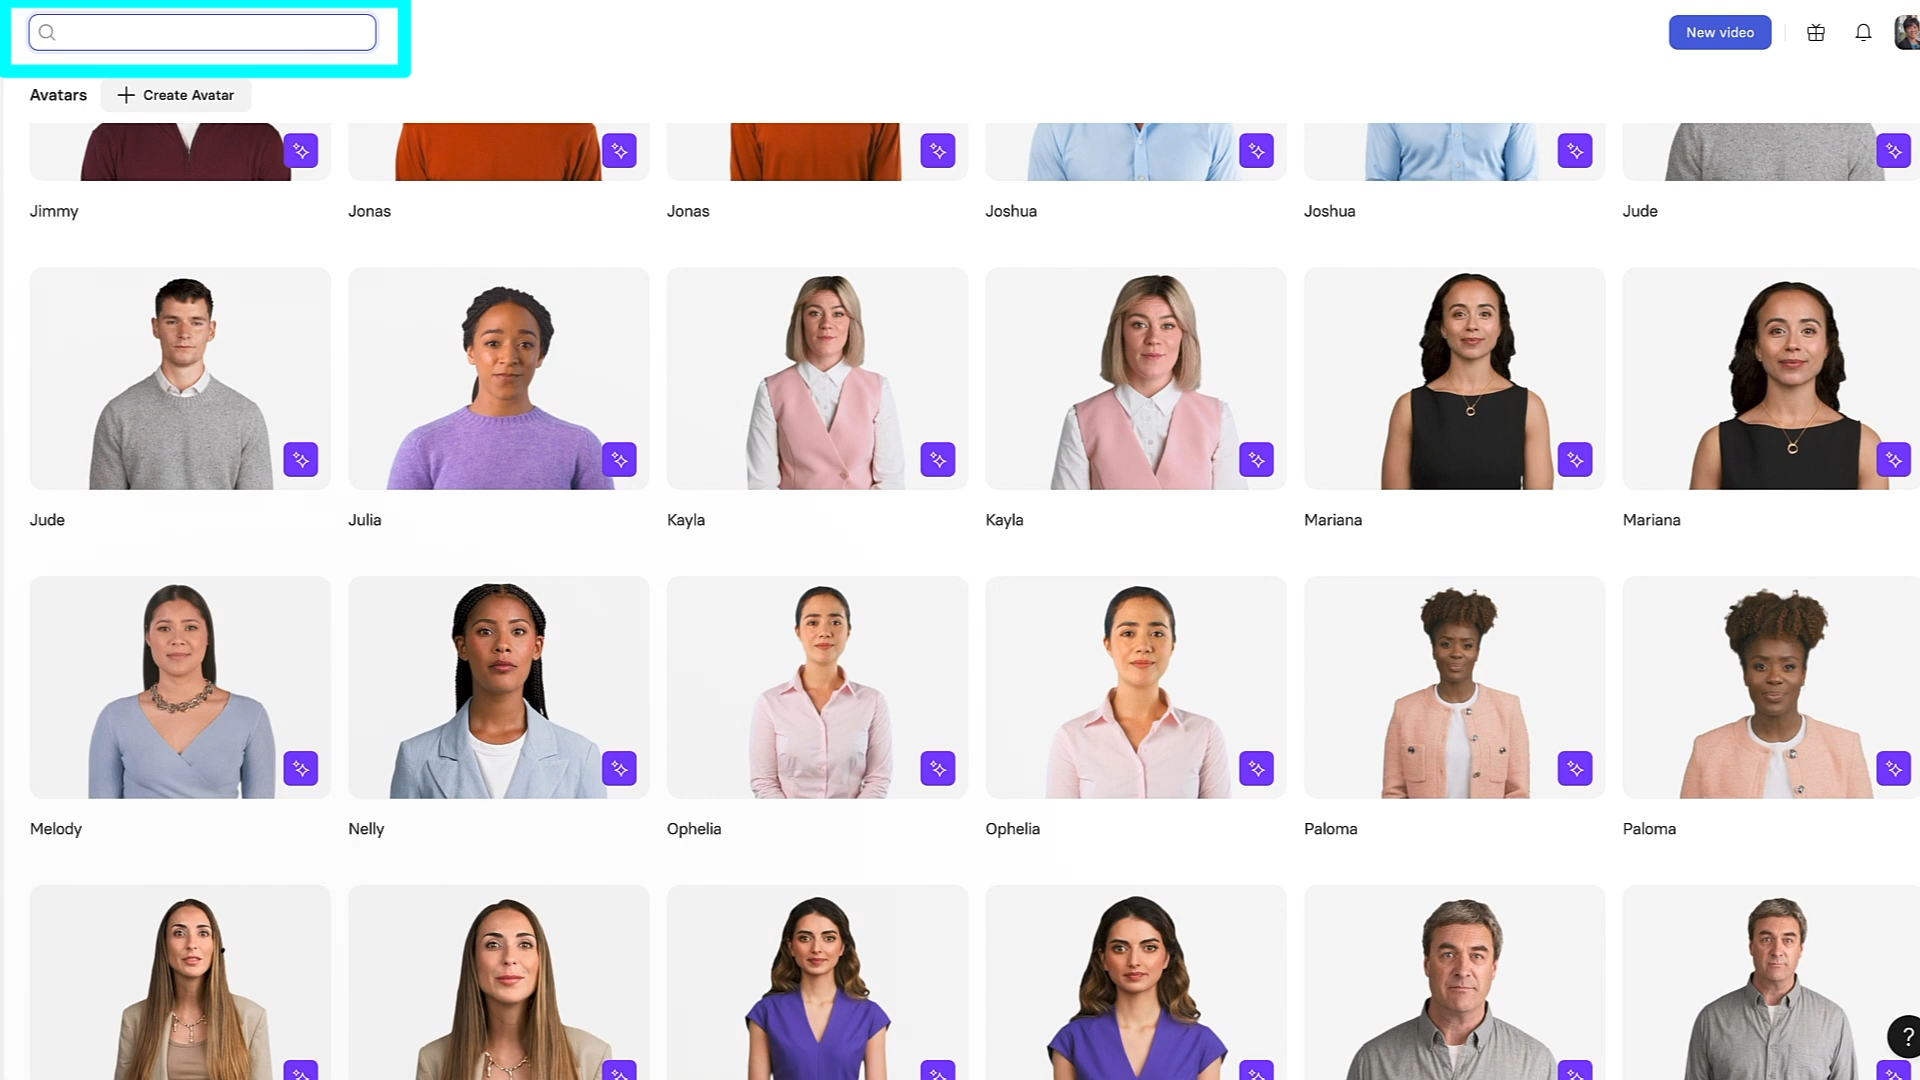 New video
Avatars
Create Avatar
Jimmy
Jonas
Jonas
Joshua
Joshua
Jude
Jude
Julia
Kayla
Kayla
Mariana
Mariana
Melody
Nelly
Ophelia
Ophelia
Paloma
Paloma
?